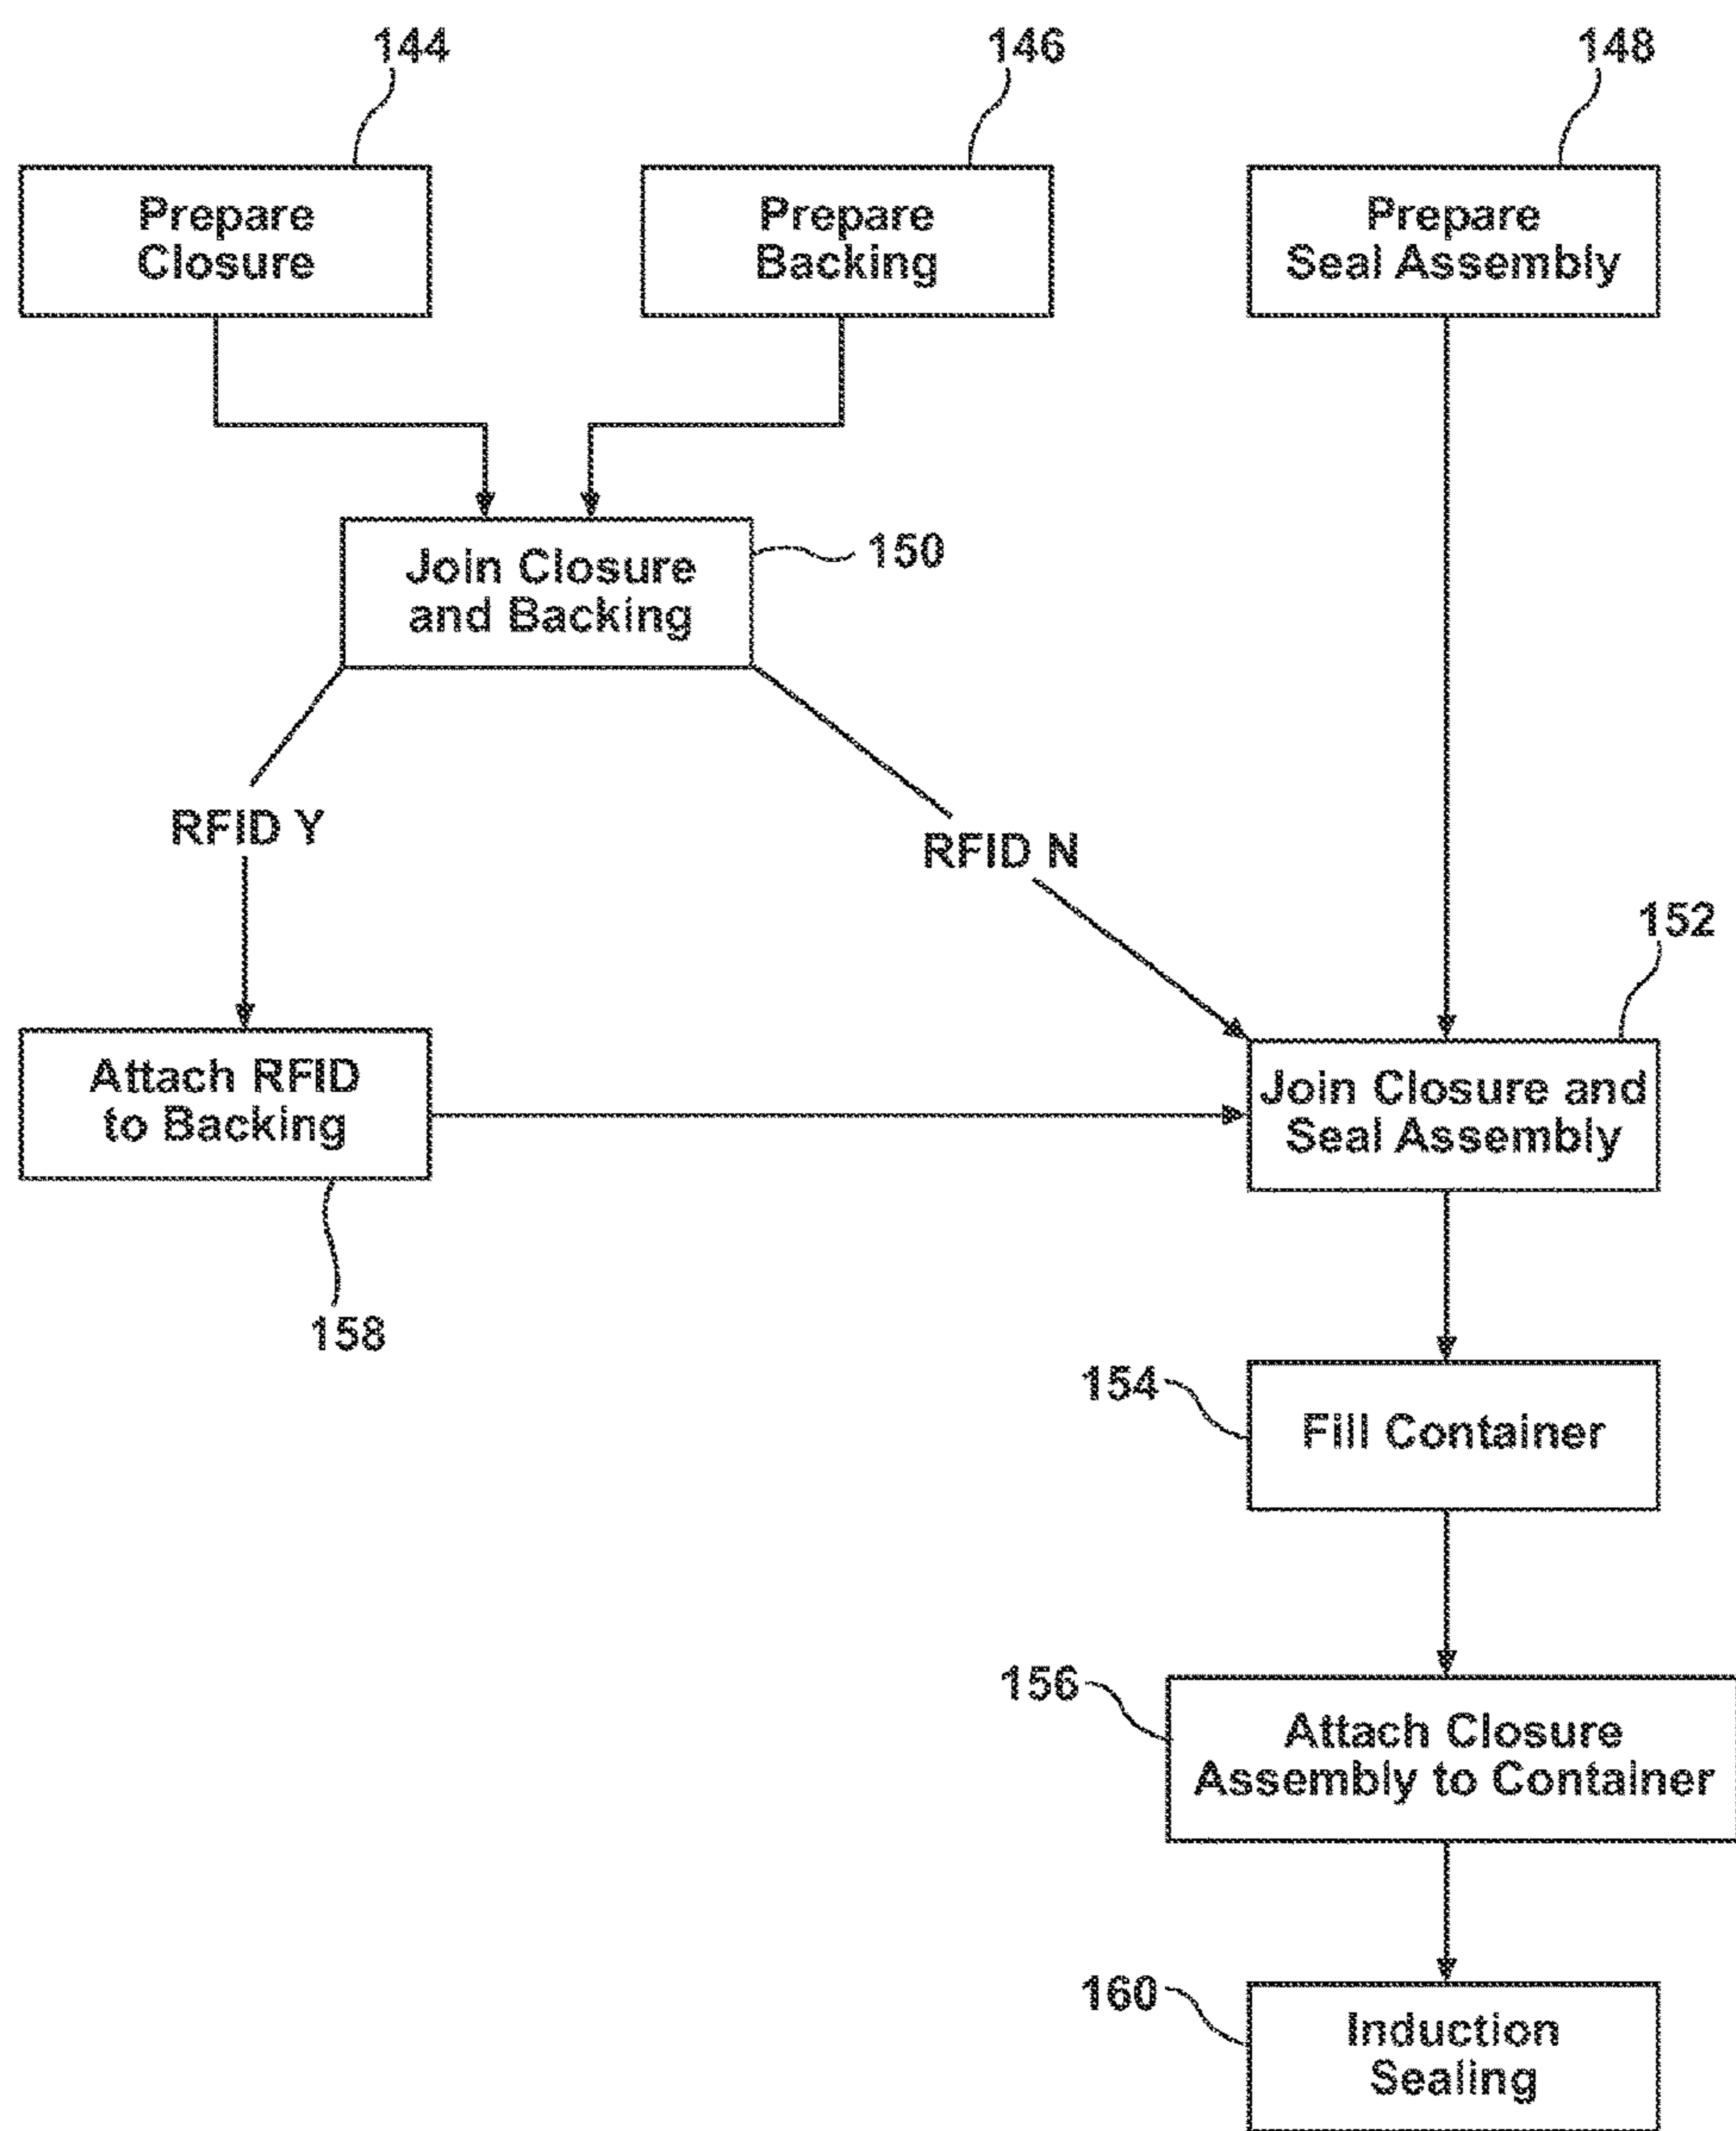 144
146
148
Prepare
Closure
Prepare
Backing
Prepare
Seal Assembly
Join Closure
and Backing
150
RFID Y
RFID N
152
Attach RFID
to Backing
Join Closure and
Seal Assembly
158
154
Fill Container
156
Attach Closure
Assembly to Container
160
Induction
Sealing